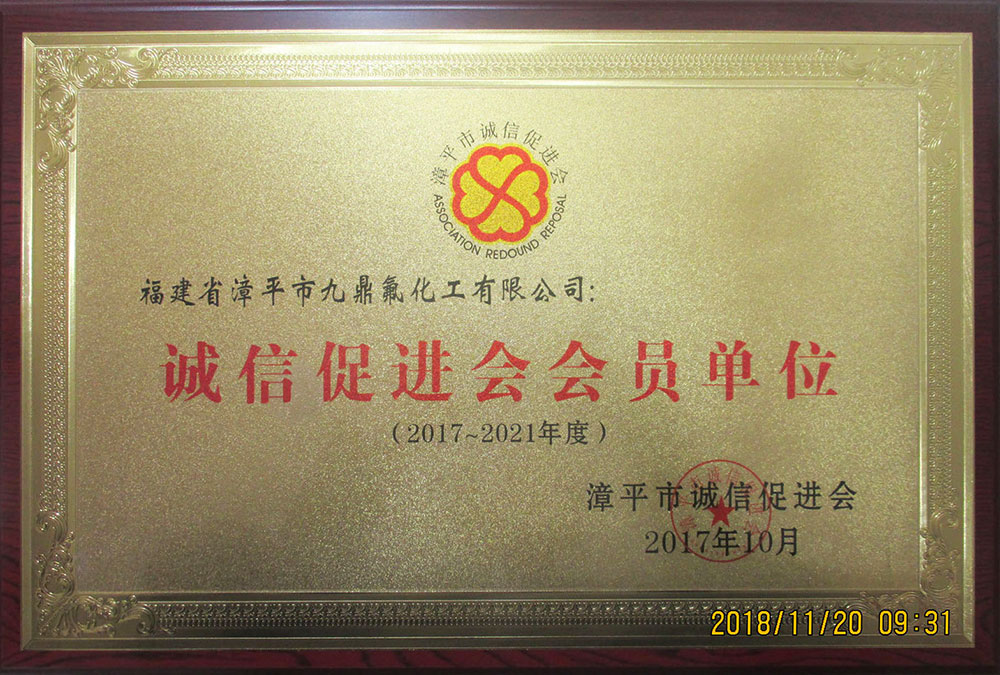 漳平市诚信促进会
ASSOCIATION REDOUND REPOSAL
福建省漳平市九鼎氟化工有限公司：
诚信促进会会员单位
（2017~2021年度）
漳平市诚信促进会
2017年10月
2018/11/20 09:31